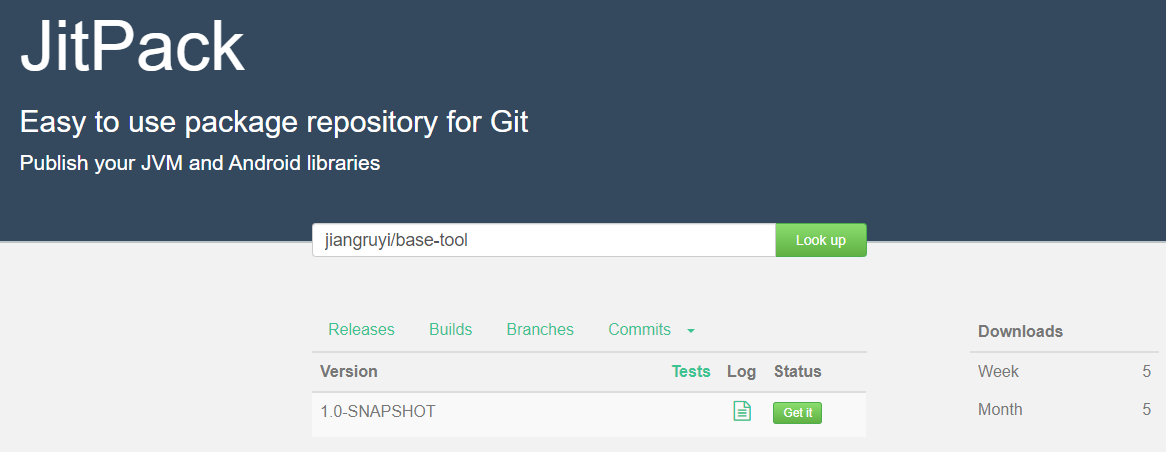 JitPack
Easy to use package repository for Git
Publish your JVM and Android libraries
jiangruyi/base-tool Look up
Releases Builds Branches Commits
Downloads
Version Tests Log Status
Week 5
1.0-SNAPSHOT Get it
Month 5